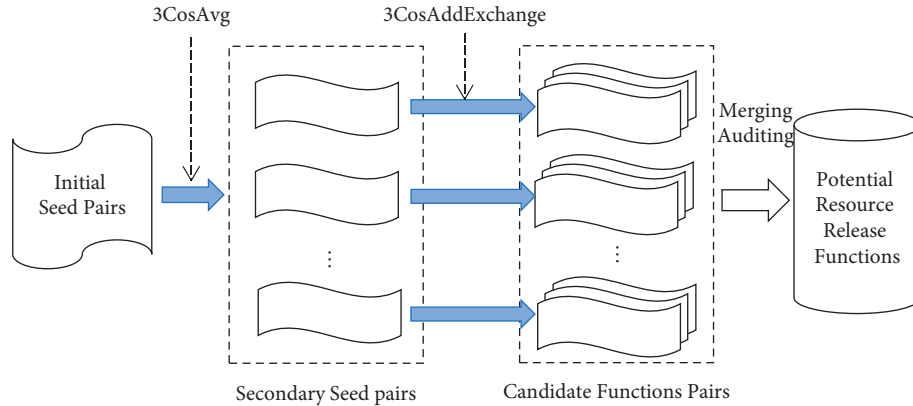 3CosAvg
3CosAddExchange
Initial
Seed Pairs
Merging
Auditing
Potential
Resource
Release
Functions
...
...
Secondary Seed pairs
Candidate Functions Pairs